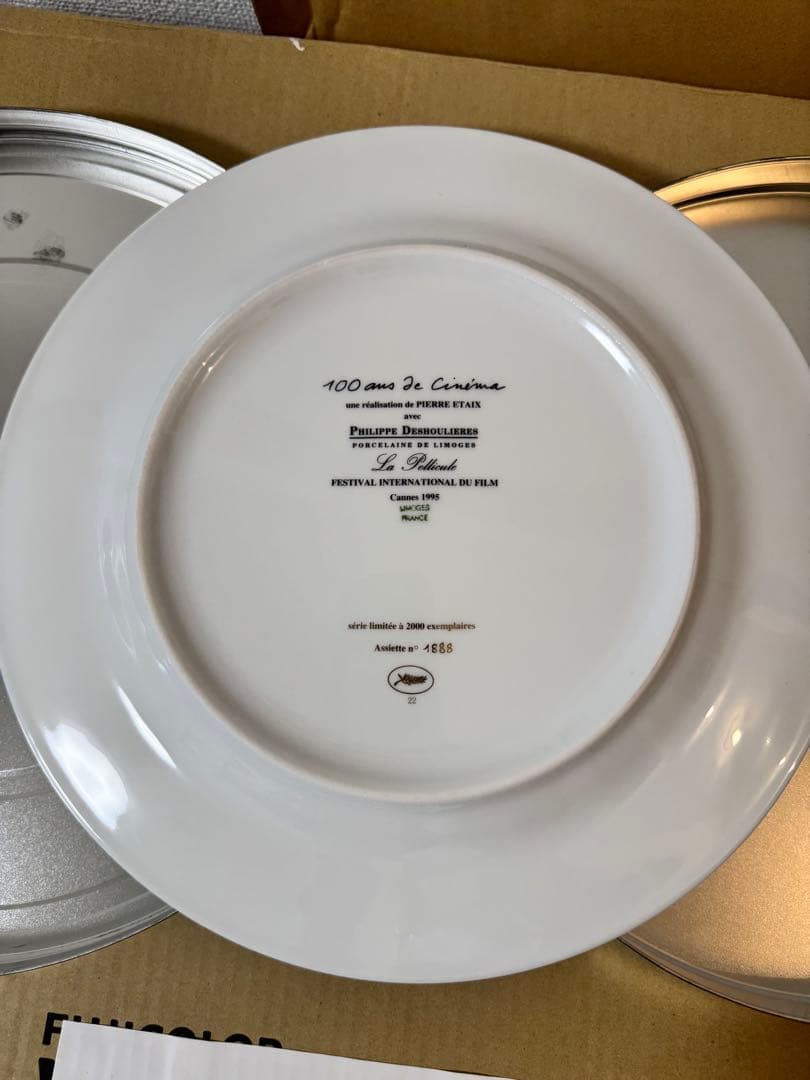 100 ans de Cinéma
une réalisation de PIERRE ETAIX
avec
PHILIPPE DESHOULIERES
PORCELAINE DE LIMOGES
La Pellicule
FESTIVAL INTERNATIONAL DU FILM
Cannes 1995
LIMOGES
FRANCE
série limitée à 2000 exemplaires
Assiette n° 1888
22